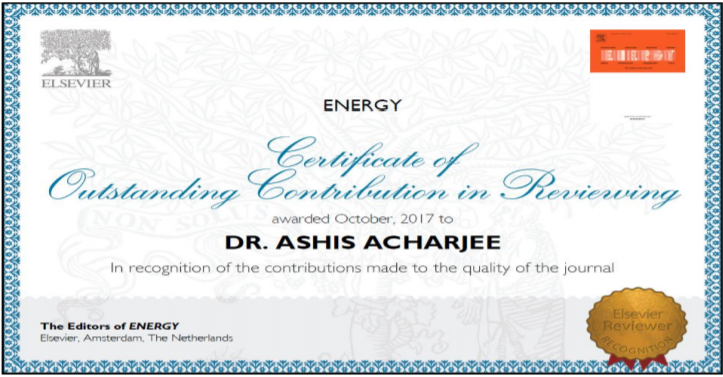 ELSEVIER
ENERGY
ENERGY
Certificate of
Outstanding Contribution in Reviewing
awarded October, 2017 to
DR. ASHIS ACHARJEE
In recognition of the contributions made to the quality of the journal
The Editors of ENERGY
Elsevier, Amsterdam, The Netherlands
Elsevier
Reviewer
RECOGNITION